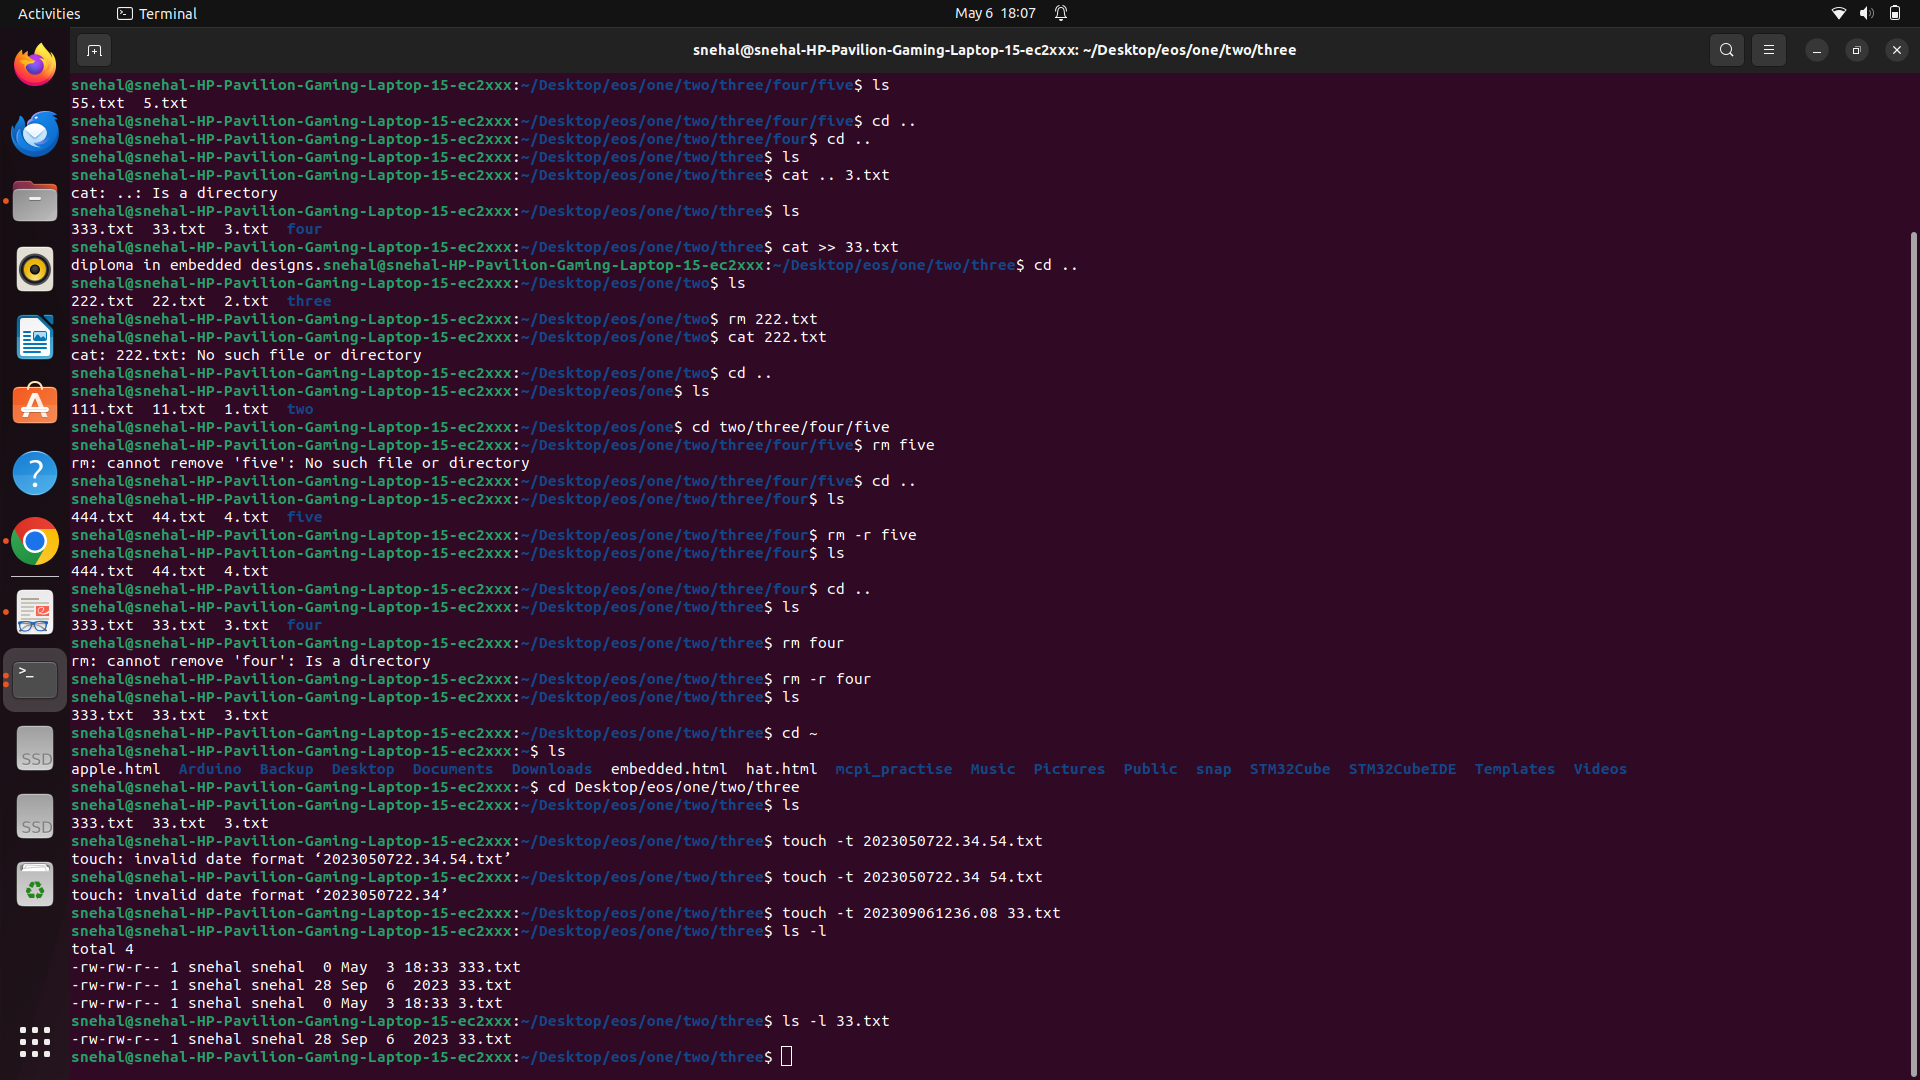 Activities Terminal May 6 18:07
snehal@snehal-HP-Pavilion-Gaming-Laptop-15-ec2xxx: ~/Desktop/eos/one/two/three
snehal@snehal-HP-Pavilion-Gaming-Laptop-15-ec2xxx:~/Desktop/eos/one/two/three/four/five$ ls
55.txt  5.txt
snehal@snehal-HP-Pavilion-Gaming-Laptop-15-ec2xxx:~/Desktop/eos/one/two/three/four/five$ cd ..
snehal@snehal-HP-Pavilion-Gaming-Laptop-15-ec2xxx:~/Desktop/eos/one/two/three/four$ cd ..
snehal@snehal-HP-Pavilion-Gaming-Laptop-15-ec2xxx:~/Desktop/eos/one/two/three$ ls
snehal@snehal-HP-Pavilion-Gaming-Laptop-15-ec2xxx:~/Desktop/eos/one/two/three$ cat .. 3.txt
cat: ..: Is a directory
snehal@snehal-HP-Pavilion-Gaming-Laptop-15-ec2xxx:~/Desktop/eos/one/two/three$ ls
333.txt  33.txt  3.txt  four
snehal@snehal-HP-Pavilion-Gaming-Laptop-15-ec2xxx:~/Desktop/eos/one/two/three$ cat >> 33.txt
diploma in embedded designs.snehal@snehal-HP-Pavilion-Gaming-Laptop-15-ec2xxx:~/Desktop/eos/one/two/three$ cd ..
snehal@snehal-HP-Pavilion-Gaming-Laptop-15-ec2xxx:~/Desktop/eos/one/two$ ls
222.txt  22.txt  2.txt  three
snehal@snehal-HP-Pavilion-Gaming-Laptop-15-ec2xxx:~/Desktop/eos/one/two$ rm 222.txt
snehal@snehal-HP-Pavilion-Gaming-Laptop-15-ec2xxx:~/Desktop/eos/one/two$ cat 222.txt
cat: 222.txt: No such file or directory
snehal@snehal-HP-Pavilion-Gaming-Laptop-15-ec2xxx:~/Desktop/eos/one/two$ cd ..
snehal@snehal-HP-Pavilion-Gaming-Laptop-15-ec2xxx:~/Desktop/eos/one$ ls
111.txt  11.txt  1.txt  two
snehal@snehal-HP-Pavilion-Gaming-Laptop-15-ec2xxx:~/Desktop/eos/one$ cd two/three/four/five
snehal@snehal-HP-Pavilion-Gaming-Laptop-15-ec2xxx:~/Desktop/eos/one/two/three/four/five$ rm five
rm: cannot remove 'five': No such file or directory
snehal@snehal-HP-Pavilion-Gaming-Laptop-15-ec2xxx:~/Desktop/eos/one/two/three/four/five$ cd ..
snehal@snehal-HP-Pavilion-Gaming-Laptop-15-ec2xxx:~/Desktop/eos/one/two/three/four$ ls
444.txt  44.txt  4.txt  five
snehal@snehal-HP-Pavilion-Gaming-Laptop-15-ec2xxx:~/Desktop/eos/one/two/three/four$ rm -r five
snehal@snehal-HP-Pavilion-Gaming-Laptop-15-ec2xxx:~/Desktop/eos/one/two/three/four$ ls
444.txt  44.txt  4.txt
snehal@snehal-HP-Pavilion-Gaming-Laptop-15-ec2xxx:~/Desktop/eos/one/two/three/four$ cd ..
snehal@snehal-HP-Pavilion-Gaming-Laptop-15-ec2xxx:~/Desktop/eos/one/two/three$ ls
333.txt  33.txt  3.txt  four
snehal@snehal-HP-Pavilion-Gaming-Laptop-15-ec2xxx:~/Desktop/eos/one/two/three$ rm four
rm: cannot remove 'four': Is a directory
snehal@snehal-HP-Pavilion-Gaming-Laptop-15-ec2xxx:~/Desktop/eos/one/two/three$ rm -r four
snehal@snehal-HP-Pavilion-Gaming-Laptop-15-ec2xxx:~/Desktop/eos/one/two/three$ ls
333.txt  33.txt  3.txt
snehal@snehal-HP-Pavilion-Gaming-Laptop-15-ec2xxx:~/Desktop/eos/one/two/three$ cd ~
snehal@snehal-HP-Pavilion-Gaming-Laptop-15-ec2xxx:~$ ls
apple.html  Arduino  Backup  Desktop  Documents  Downloads  embedded.html  hat.html  mcpi_practise  Music  Pictures  Public  snap  STM32Cube  STM32CubeIDE  Templates  Videos
snehal@snehal-HP-Pavilion-Gaming-Laptop-15-ec2xxx:~$ cd Desktop/eos/one/two/three
snehal@snehal-HP-Pavilion-Gaming-Laptop-15-ec2xxx:~/Desktop/eos/one/two/three$ ls
333.txt  33.txt  3.txt
snehal@snehal-HP-Pavilion-Gaming-Laptop-15-ec2xxx:~/Desktop/eos/one/two/three$ touch -t 2023050722.34.54.txt
touch: invalid date format ‘2023050722.34.54.txt’
snehal@snehal-HP-Pavilion-Gaming-Laptop-15-ec2xxx:~/Desktop/eos/one/two/three$ touch -t 2023050722.34 54.txt
touch: invalid date format ‘2023050722.34’
snehal@snehal-HP-Pavilion-Gaming-Laptop-15-ec2xxx:~/Desktop/eos/one/two/three$ touch -t 202309061236.08 33.txt
snehal@snehal-HP-Pavilion-Gaming-Laptop-15-ec2xxx:~/Desktop/eos/one/two/three$ ls -l
total 4
-rw-rw-r-- 1 snehal snehal  0 May  3 18:33 333.txt
-rw-rw-r-- 1 snehal snehal 28 Sep  6  2023 33.txt
-rw-rw-r-- 1 snehal snehal  0 May  3 18:33 3.txt
snehal@snehal-HP-Pavilion-Gaming-Laptop-15-ec2xxx:~/Desktop/eos/one/two/three$ ls -l 33.txt
-rw-rw-r-- 1 snehal snehal 28 Sep  6  2023 33.txt
snehal@snehal-HP-Pavilion-Gaming-Laptop-15-ec2xxx:~/Desktop/eos/one/two/three$
SSD
SSD